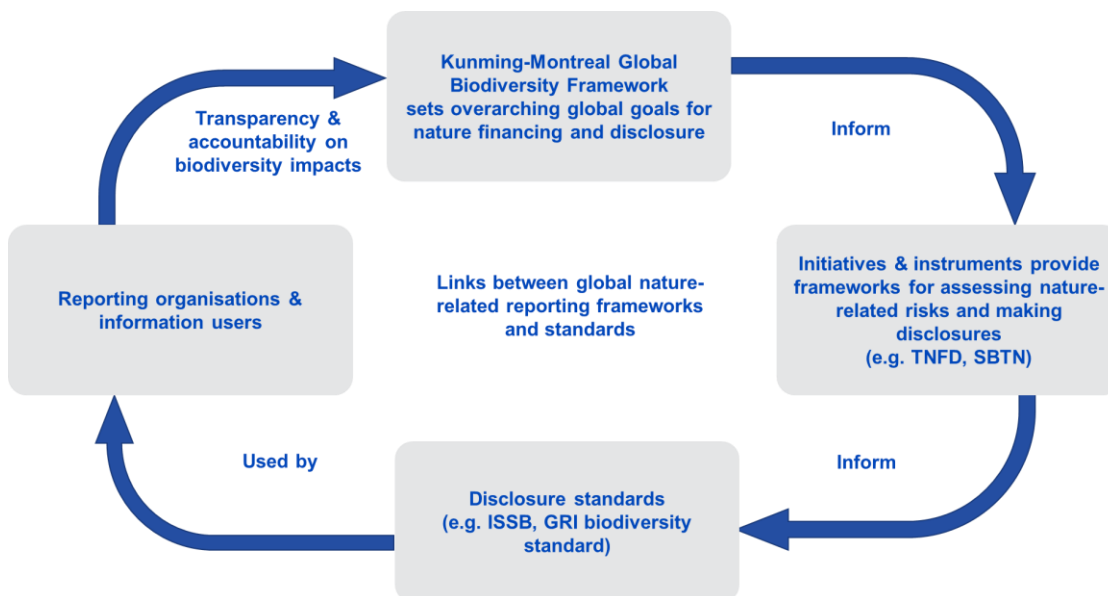 Kunming-Montreal Global
Biodiversity Framework
sets overarching global goals for
nature financing and disclosure
Transparency &
accountability on
biodiversity impacts
Inform
Reporting organisations &
information users
Links between global nature-
related reporting frameworks
and standards
Initiatives & instruments provide
frameworks for assessing nature-
related risks and making
disclosures
(e.g. TNFD, SBTN)
Used by
Inform
Disclosure standards
(e.g. ISSB, GRI biodiversity
standard)